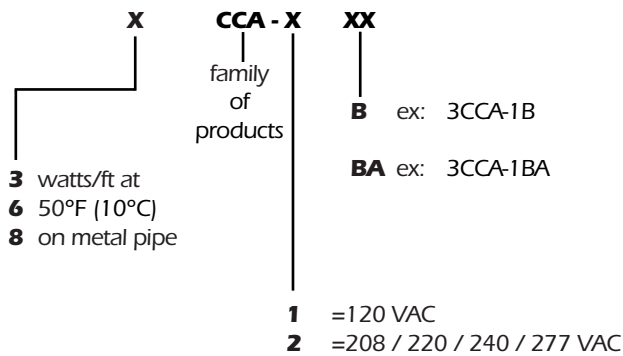 X CCA - X XX
family
of
products
B ex: 3CCA-1B
BA ex: 3CCA-1BA
3 watts/ft at
6 50°F (10°C)
8 on metal pipe
1 =120 VAC
2 =208 / 220 / 240 / 277 VAC